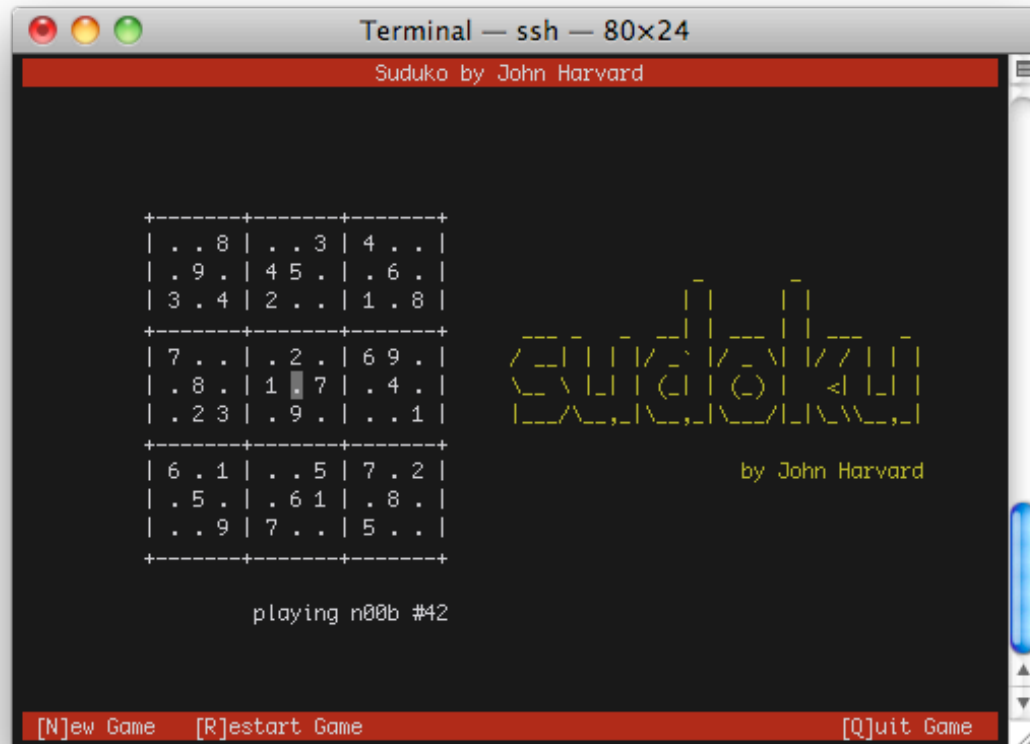 Terminal — ssh — 80×24
Suduko by John Harvard
+-------+-------+-------+
| . . 8 | . . 3 | 4 . . |
| . 9 . | 4 5 . | . 6 . |
| 3 . 4 | 2 . . | 1 . 8 |
+-------+-------+-------+
| 7 . . | . 2 . | 6 9 . |
| . 8 . | 1 . 7 | . 4 . |
| . 2 3 | . 9 . | . . 1 |
+-------+-------+-------+
| 6 . 1 | . . 5 | 7 . 2 |
| . 5 . | . 6 1 | . 8 . |
| . . 9 | 7 . . | 5 . . |
+-------+-------+-------+
playing n00b #42
sudoku
by John Harvard
[N]ew Game [R]estart Game [Q]uit Game